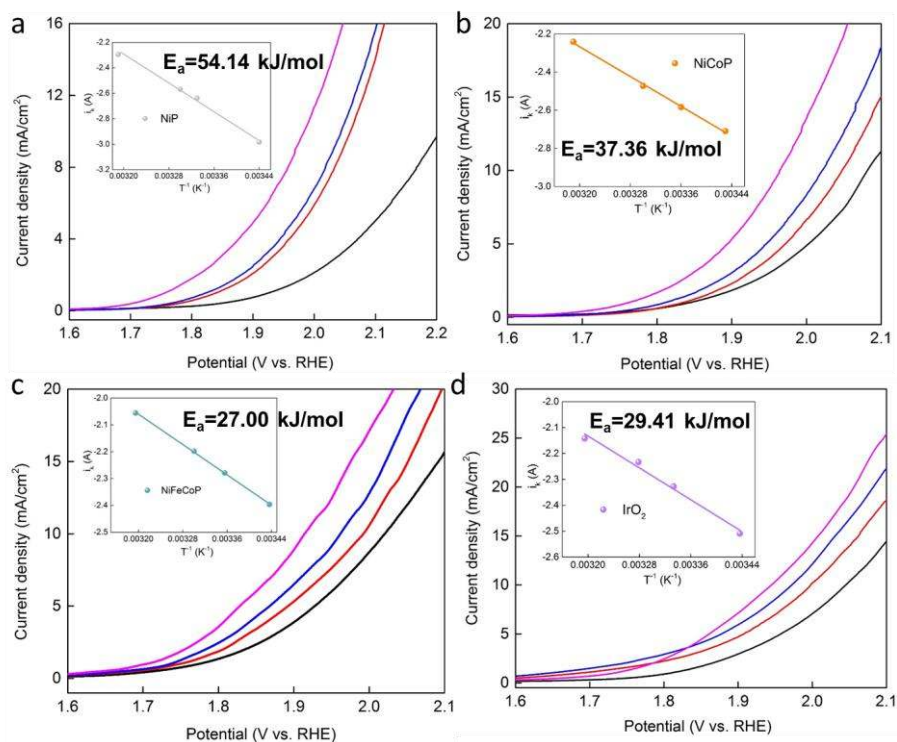 a
Current density (mA/cm²)
16
12
8
4
0
1.6 1.7 1.8 1.9 2.0 2.1 2.2
Potential (V vs. RHE)
Eₐ=54.14 kJ/mol
iₖ (A)
-2.2
-2.4
-2.6
-2.8
-3.0
-3.2
NiP
0.00320 0.00328 0.00336 0.00344
T⁻¹ (K⁻¹)
b
Current density (mA/cm²)
20
15
10
5
0
1.6 1.7 1.8 1.9 2.0 2.1
Potential (V vs. RHE)
iₖ (A)
-2.2
-2.4
-2.6
-2.8
-3.0
NiCoP
Eₐ=37.36 kJ/mol
0.00320 0.00328 0.00336 0.00344
T⁻¹ (K⁻¹)
c
Current density (mA/cm²)
20
15
10
5
0
1.6 1.7 1.8 1.9 2.0 2.1
Potential (V vs. RHE)
Eₐ=27.00 kJ/mol
iₖ (A)
-2.0
-2.1
-2.2
-2.3
-2.4
-2.5
NiFeCoP
0.00320 0.00328 0.00336 0.00344
T⁻¹ (K⁻¹)
d
Current density (mA/cm²)
30
25
20
15
10
5
0
1.6 1.7 1.8 1.9 2.0 2.1
Potential (V vs. RHE)
Eₐ=29.41 kJ/mol
iₖ (A)
-2.0
-2.1
-2.2
-2.3
-2.4
-2.5
-2.6
IrO₂
0.00320 0.00328 0.00336 0.00344
T⁻¹ (K⁻¹)